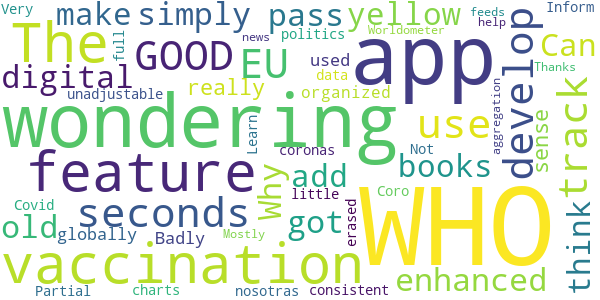 Very make simply pass yellow Inform
The full GOOD news politics Worldometer feeds help
digital EU used app develop Can
unadjustable really data organized Thanks
wondering Learn aggregation track
feature coronas Not use sense
Why add little books
old seconds got erased WHO think
Covid globally Badly Mostly Coro
vaccination enhanced
Partial charts nosotras consistent